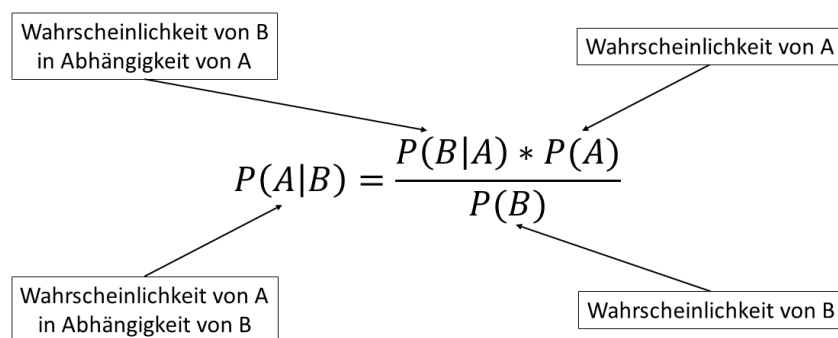 Wahrscheinlichkeit von B
in Abhängigkeit von A
Wahrscheinlichkeit von A
P(A|B) = P(B|A) * P(A)
P(B)
Wahrscheinlichkeit von A
in Abhängigkeit von B
Wahrscheinlichkeit von B